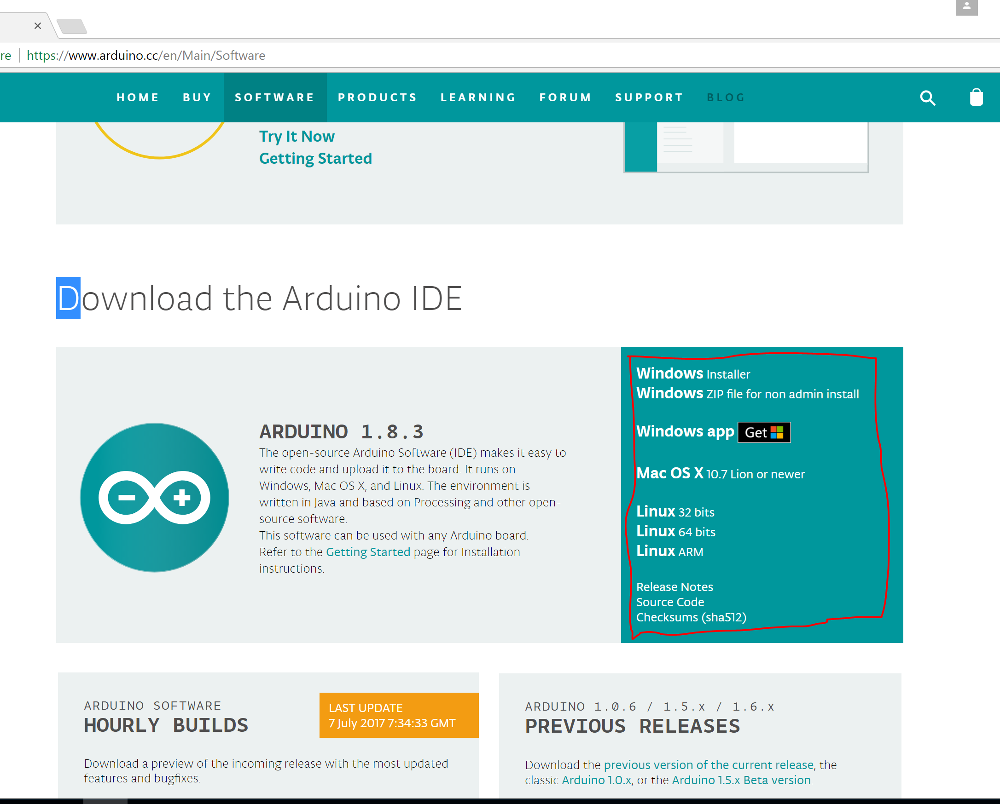 re https://www.arduino.cc/en/Main/Software
HOME BUY SOFTWARE PRODUCTS LEARNING FORUM SUPPORT BLOG
Try It Now
Getting Started
Download the Arduino IDE
ARDUINO 1.8.3
The open-source Arduino Software (IDE) makes it easy to
write code and upload it to the board. It runs on
Windows, Mac OS X, and Linux. The environment is
written in Java and based on Processing and other open-
source software.
This software can be used with any Arduino board.
Refer to the Getting Started page for Installation
instructions.
Windows Installer
Windows ZIP file for non admin install
Windows app Get
Mac OS X 10.7 Lion or newer
Linux 32 bits
Linux 64 bits
Linux ARM
Release Notes
Source Code
Checksums (sha512)
ARDUINO SOFTWARE
HOURLY BUILDS
LAST UPDATE
7 July 2017 7:34:33 GMT
Download a preview of the incoming release with the most updated
features and bugfixes.
ARDUINO 1.0.6 / 1.5.x / 1.6.x
PREVIOUS RELEASES
Download the previous version of the current release, the
classic Arduino 1.0.x, or the Arduino 1.5.x Beta version.